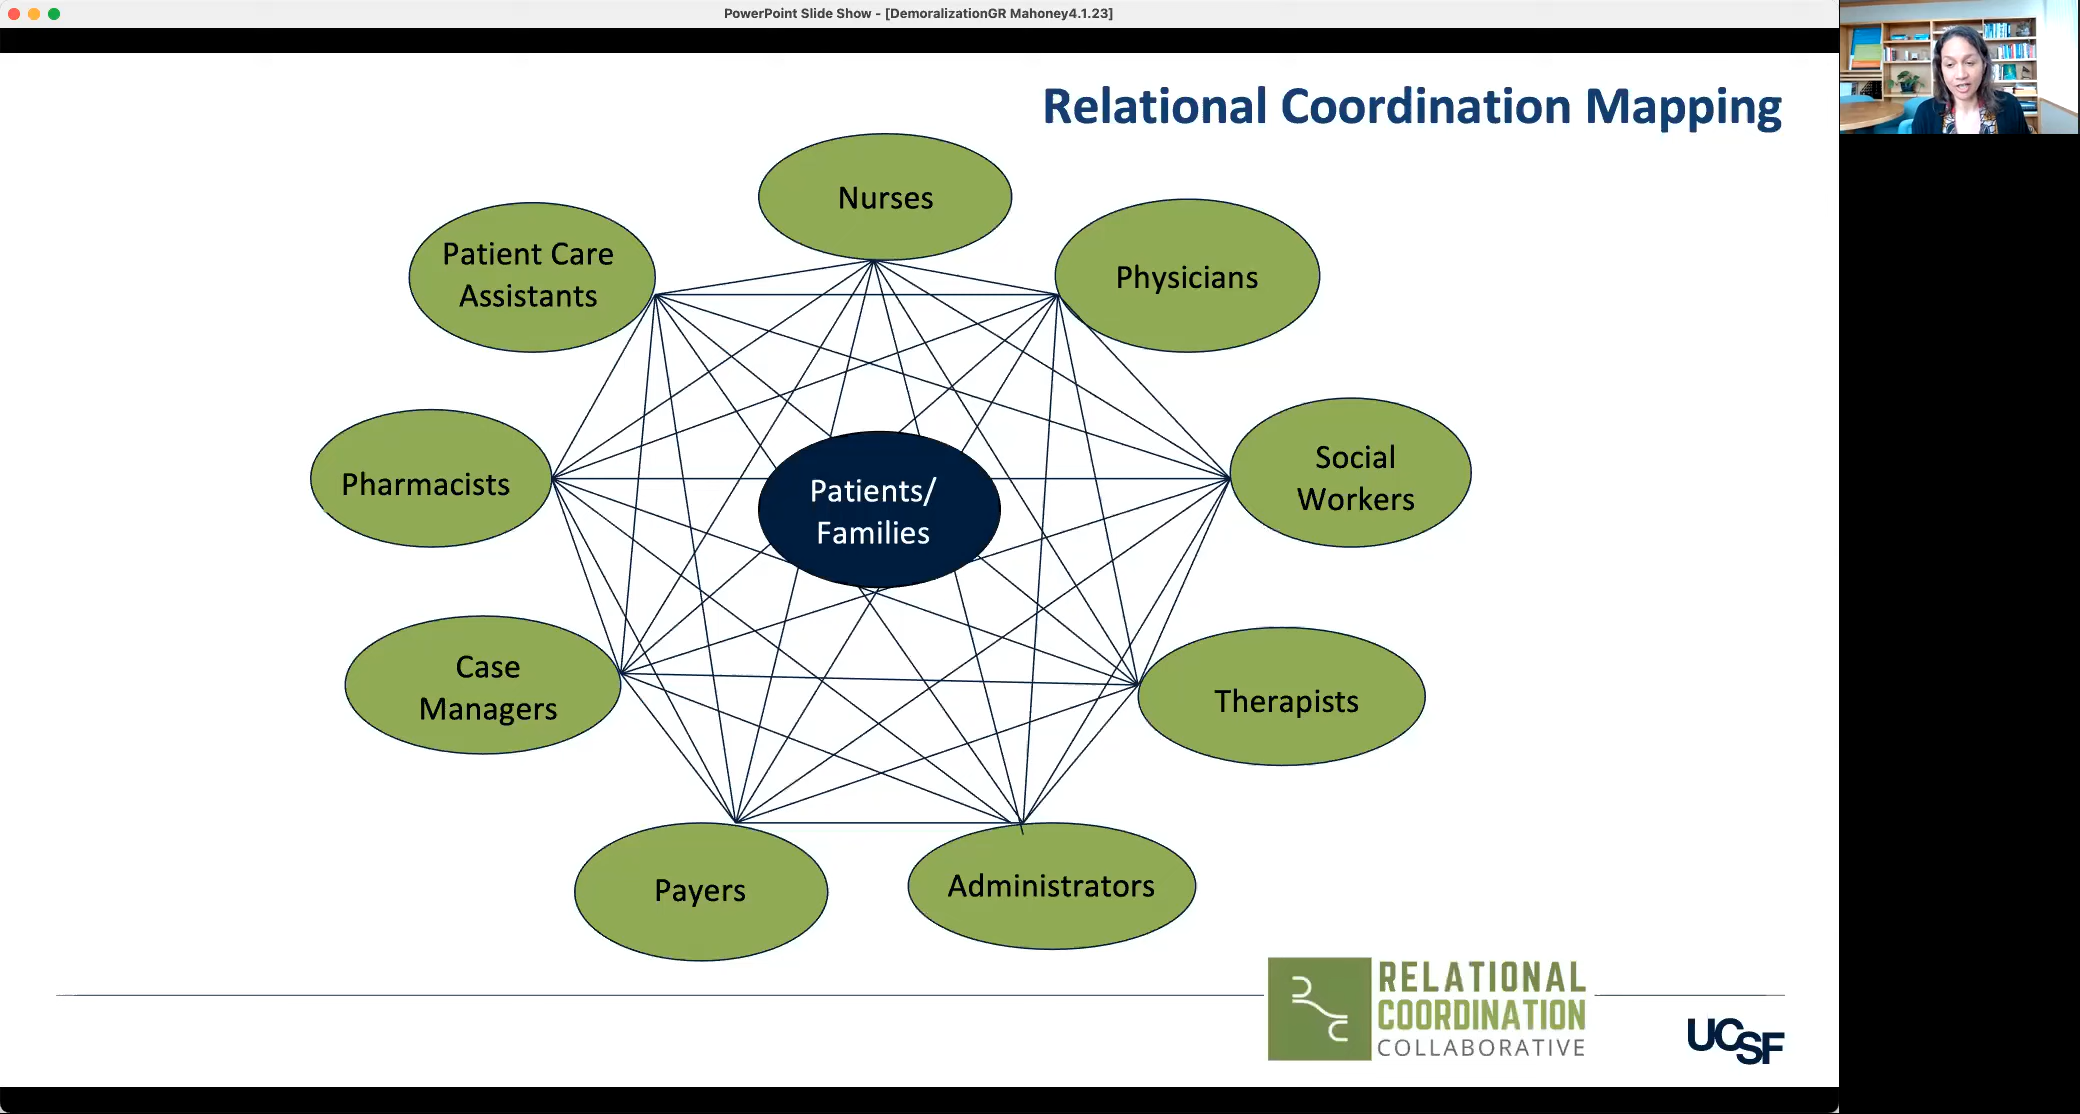 PowerPoint Slide Show - [DemoralizationGR Mahoney4.1.23]
Relational Coordination Mapping
Nurses
Patient Care
Assistants
Physicians
Pharmacists
Patients/
Families
Social
Workers
Case
Managers
Therapists
Payers
Administrators
RELATIONAL
COORDINATION
COLLABORATIVE
UCSF